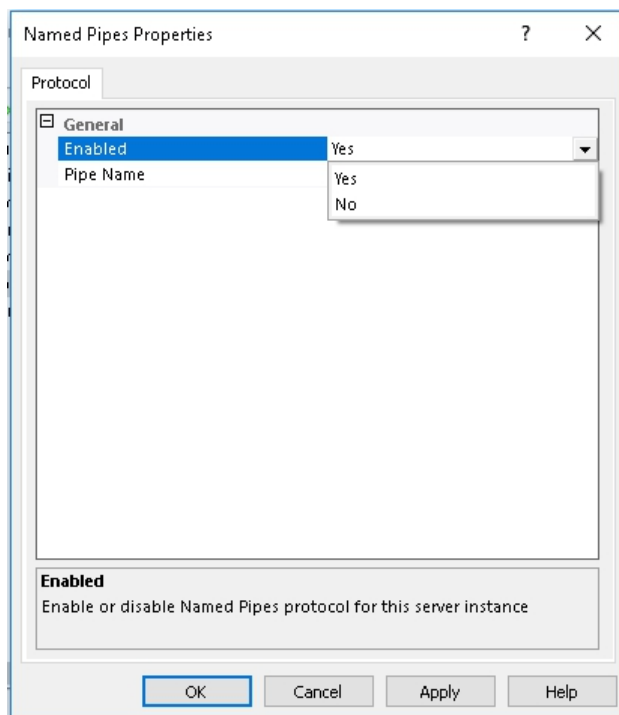 Named Pipes Properties
Protocol
General
Enabled Yes
Pipe Name
Yes
No
Enabled
Enable or disable Named Pipes protocol for this server instance
OK Cancel Apply Help